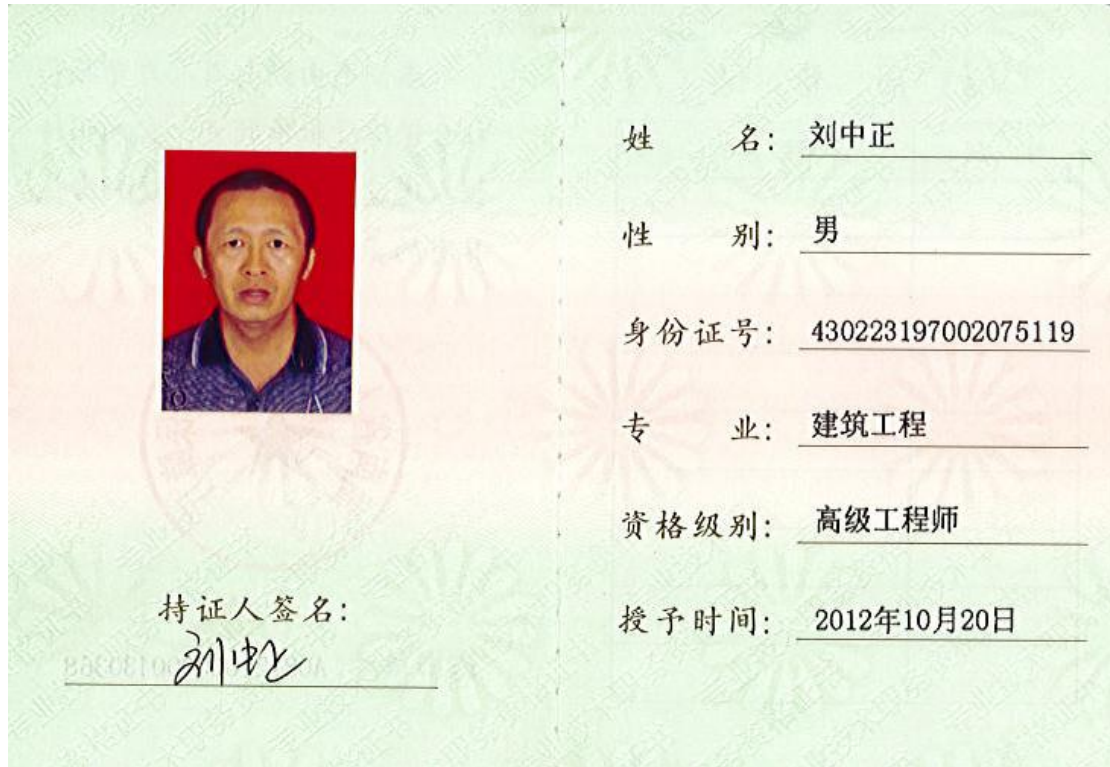 持证人签名:
刘中正
姓 名: 刘中正
性 别: 男
身份证号: 430223197002075119
专 业: 建筑工程
资格级别: 高级工程师
授予时间: 2012年10月20日